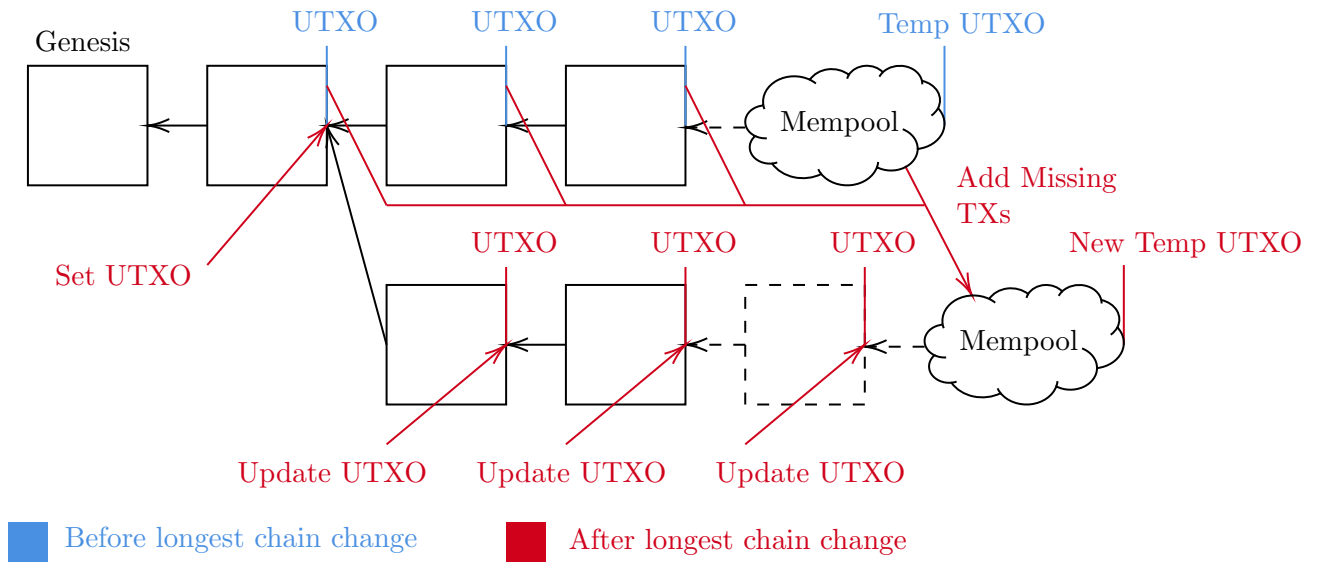 UTXO
UTXO
UTXO
Temp UTXO
Genesis
Mempool
Add Missing
TXs
UTXO
UTXO
UTXO
New Temp UTXO
Set UTXO
Mempool
Update UTXO
Update UTXO
Update UTXO
Before longest chain change
After longest chain change